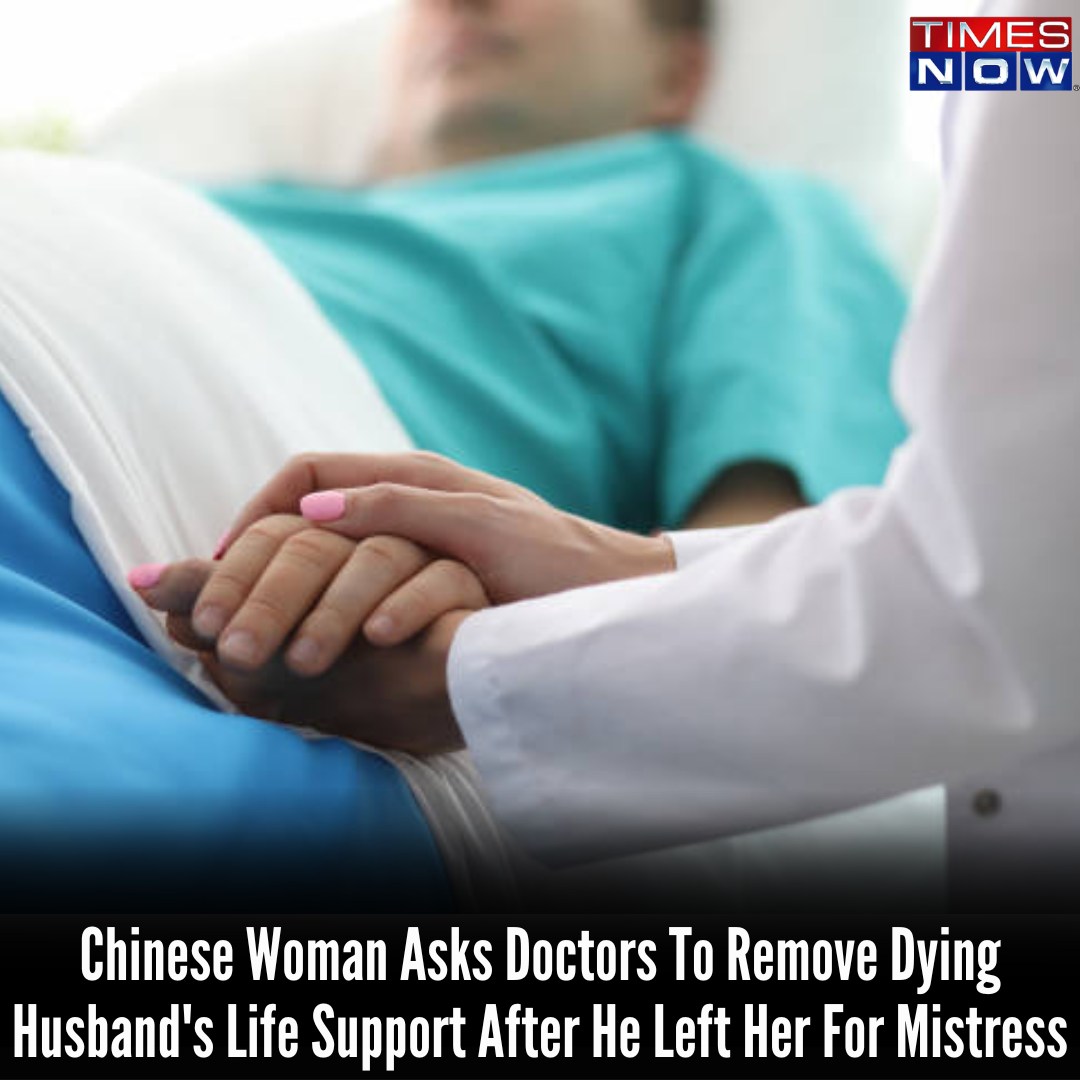 TIMES
NOW
Chinese Woman Asks Doctors To Remove Dying
Husband's Life Support After He Left Her For Mistress